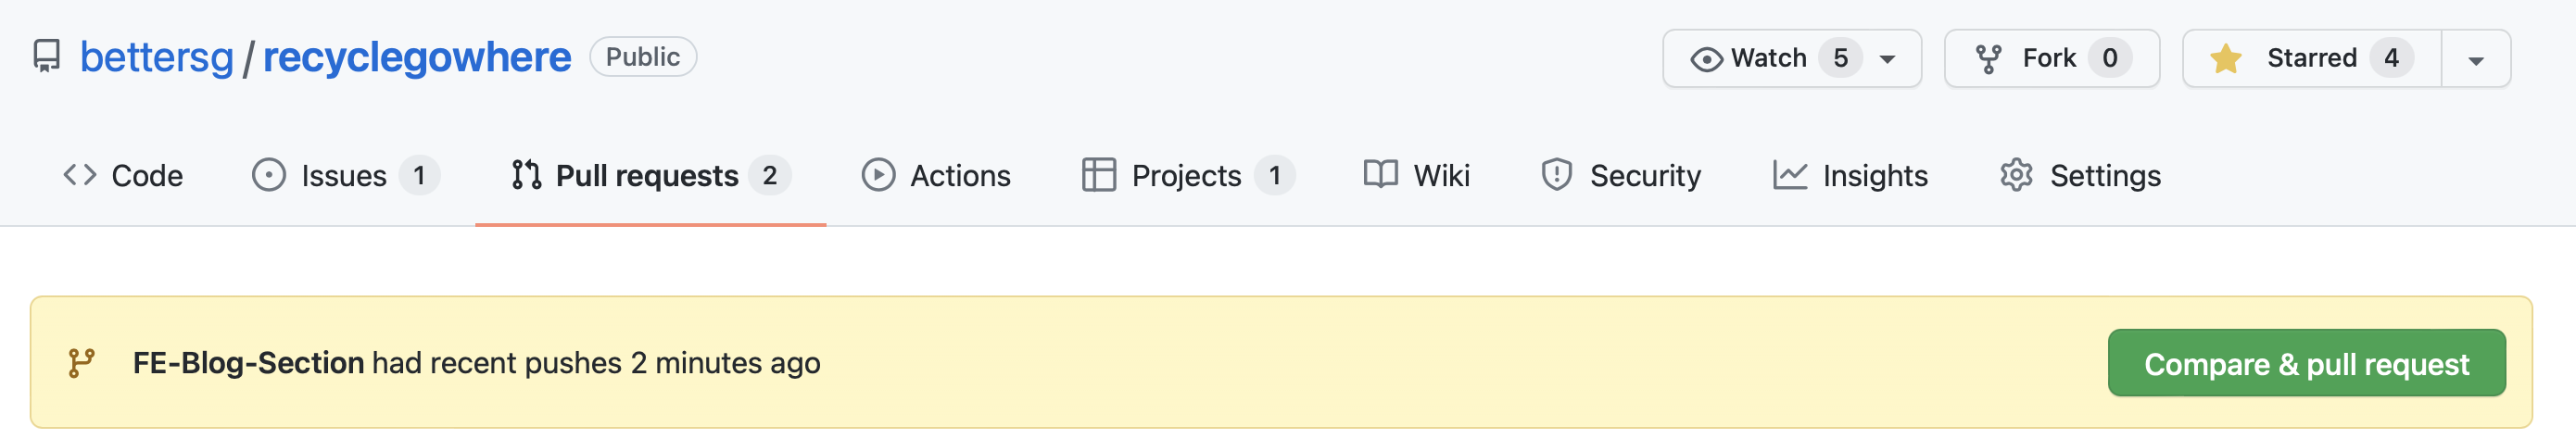 bettersg / recyclegowhere Public Watch 5 Fork 0 Starred 4
Code Issues 1 Pull requests 2 Actions Projects 1 Wiki Security Insights Settings
FE-Blog-Section had recent pushes 2 minutes ago Compare & pull request